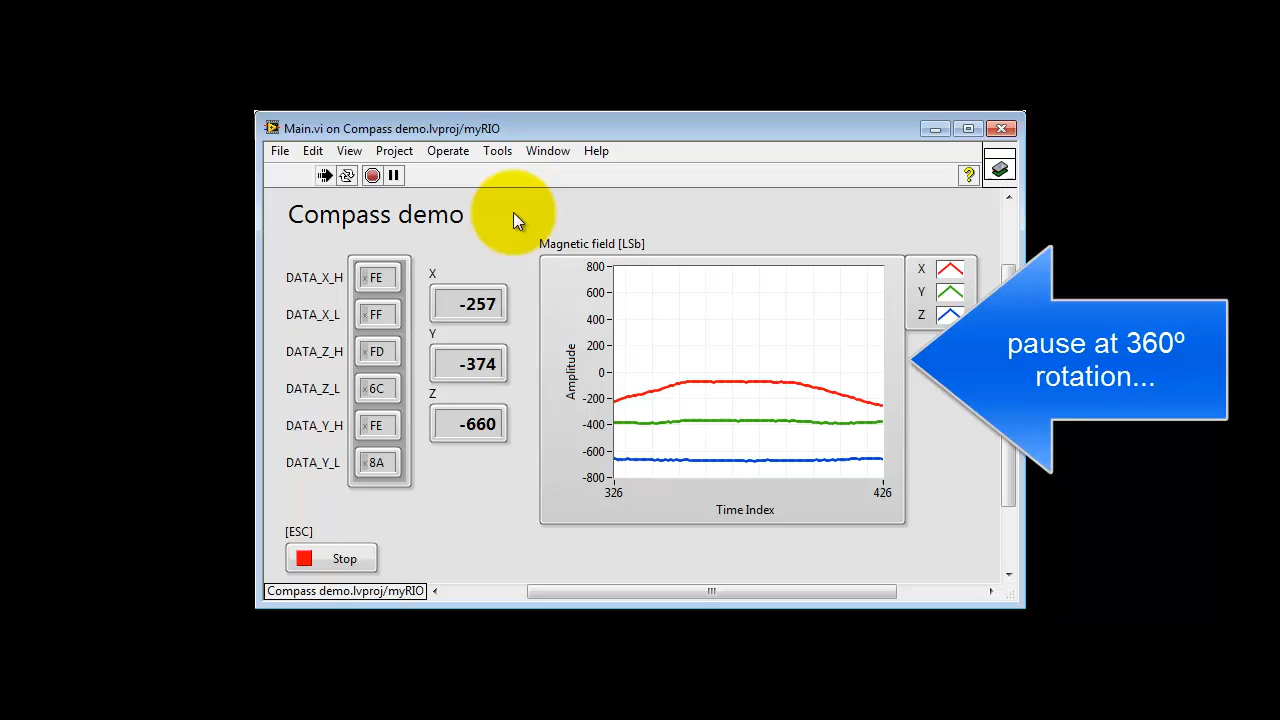 Main.vi on Compass demo.lvproj/myRIO
File Edit View Project Operate Tools Window Help
?
Compass demo
DATA_X_H x FE
DATA_X_L x FF
DATA_Z_H x FD
DATA_Z_L x 6C
DATA_Y_H x FE
DATA_Y_L x 8A
X
-257
Y
-374
Z
-660
Magnetic field [LSb]
Amplitude
800
600
400
200
0
-200
-400
-600
-800
326 426
Time Index
X
Y
Z
pause at 360º
rotation...
[ESC]
Stop
Compass demo.lvproj/myRIO